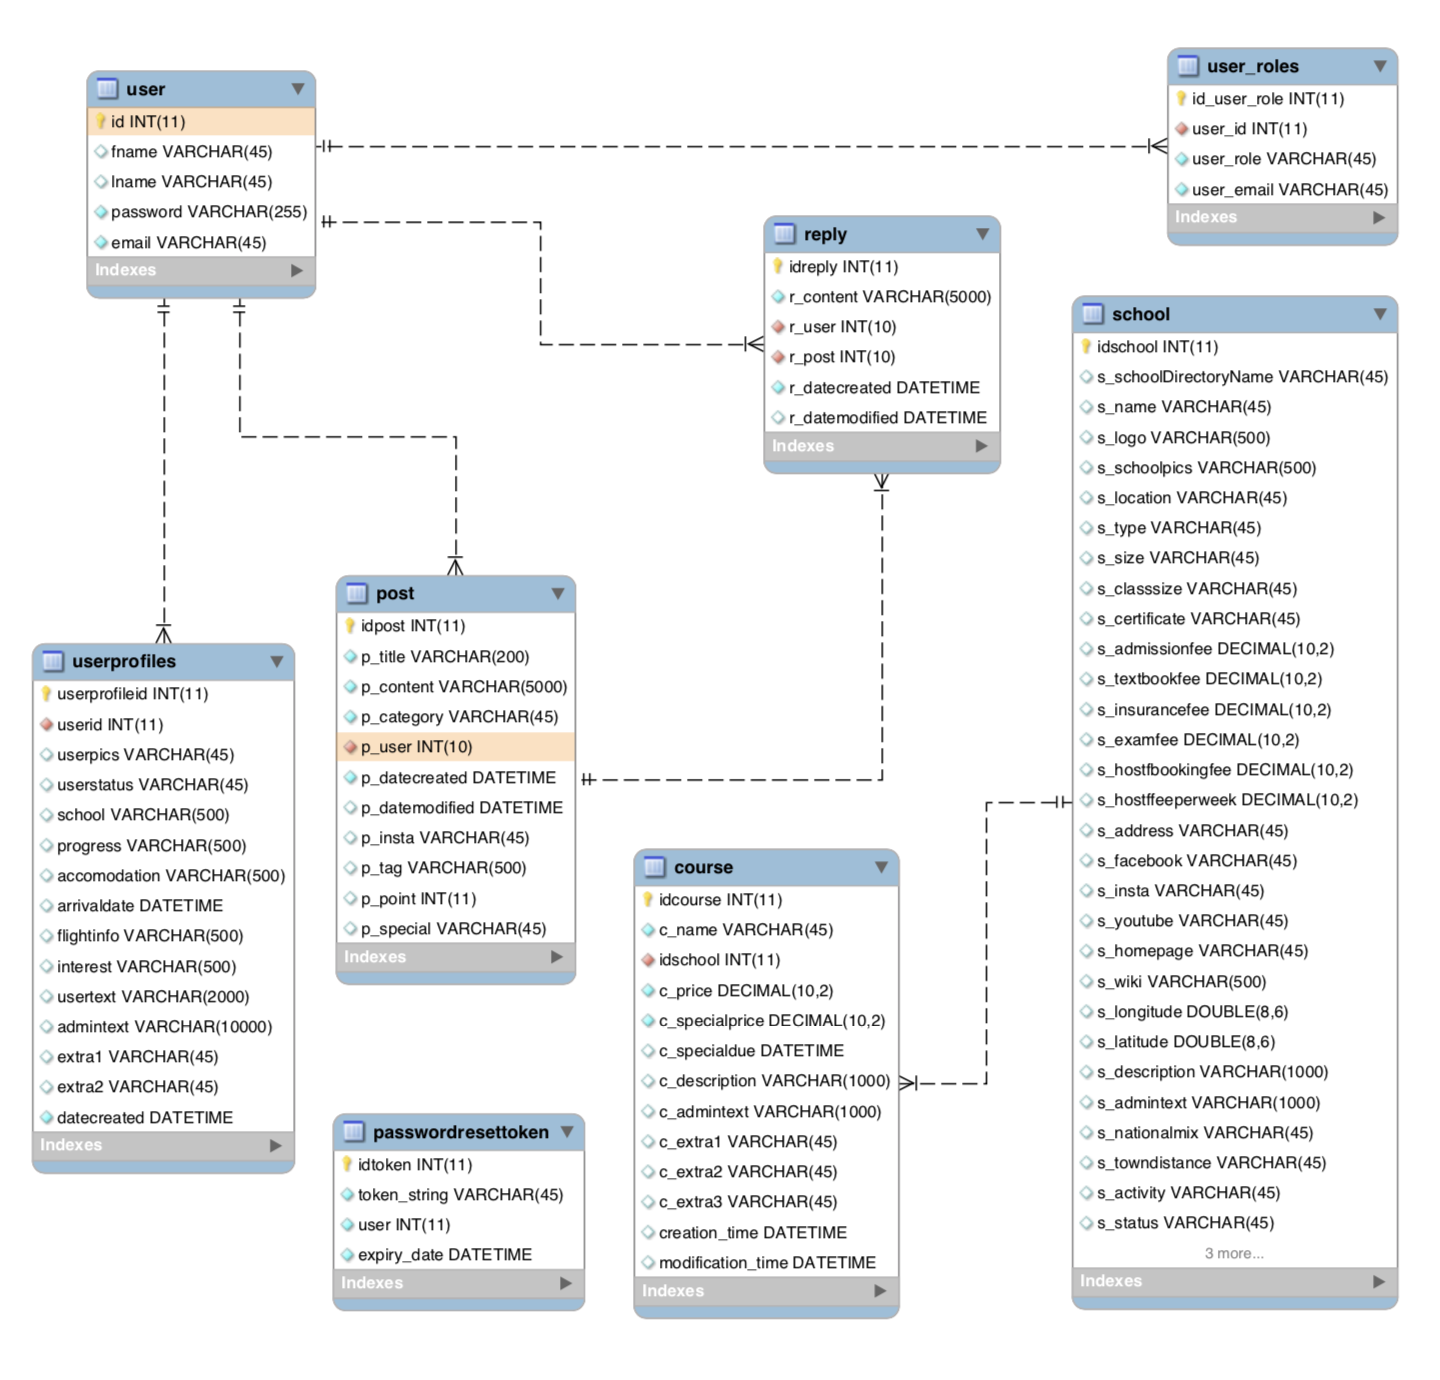 user
id INT(11)
fname VARCHAR(45)
lname VARCHAR(45)
password VARCHAR(255)
email VARCHAR(45)
Indexes
user_roles
id_user_role INT(11)
user_id INT(11)
user_role VARCHAR(45)
user_email VARCHAR(45)
Indexes
reply
idreply INT(11)
r_content VARCHAR(5000)
r_user INT(10)
r_post INT(10)
r_datecreated DATETIME
r_datemodified DATETIME
Indexes
school
idschool INT(11)
s_schoolDirectoryName VARCHAR(45)
s_name VARCHAR(45)
s_logo VARCHAR(500)
s_schoolpics VARCHAR(500)
s_location VARCHAR(45)
s_type VARCHAR(45)
s_size VARCHAR(45)
s_classsize VARCHAR(45)
s_certificate VARCHAR(45)
s_admissionfee DECIMAL(10,2)
s_textbookfee DECIMAL(10,2)
s_insurancefee DECIMAL(10,2)
s_examfee DECIMAL(10,2)
s_hostfbookingfee DECIMAL(10,2)
s_hostffeeperweek DECIMAL(10,2)
s_address VARCHAR(45)
s_facebook VARCHAR(45)
s_insta VARCHAR(45)
s_youtube VARCHAR(45)
s_homepage VARCHAR(45)
s_wiki VARCHAR(500)
s_longitude DOUBLE(8,6)
s_latitude DOUBLE(8,6)
s_description VARCHAR(1000)
s_admintext VARCHAR(1000)
s_nationalmix VARCHAR(45)
s_towndistance VARCHAR(45)
s_activity VARCHAR(45)
s_status VARCHAR(45)
3 more...
Indexes
post
idpost INT(11)
p_title VARCHAR(200)
p_content VARCHAR(5000)
p_category VARCHAR(45)
p_user INT(10)
p_datecreated DATETIME
p_datemodified DATETIME
p_insta VARCHAR(45)
p_tag VARCHAR(500)
p_point INT(11)
p_special VARCHAR(45)
Indexes
userprofiles
userprofileid INT(11)
userid INT(11)
userpics VARCHAR(45)
userstatus VARCHAR(45)
school VARCHAR(500)
progress VARCHAR(500)
accomodation VARCHAR(500)
arrivaldate DATETIME
flightinfo VARCHAR(500)
interest VARCHAR(500)
usertext VARCHAR(2000)
admintext VARCHAR(10000)
extra1 VARCHAR(45)
extra2 VARCHAR(45)
datecreated DATETIME
Indexes
course
idcourse INT(11)
c_name VARCHAR(45)
idschool INT(11)
c_price DECIMAL(10,2)
c_specialprice DECIMAL(10,2)
c_specialdue DATETIME
c_description VARCHAR(1000)
c_admintext VARCHAR(1000)
c_extra1 VARCHAR(45)
c_extra2 VARCHAR(45)
c_extra3 VARCHAR(45)
creation_time DATETIME
modification_time DATETIME
Indexes
passwordresettoken
idtoken INT(11)
token_string VARCHAR(45)
user INT(11)
expiry_date DATETIME
Indexes